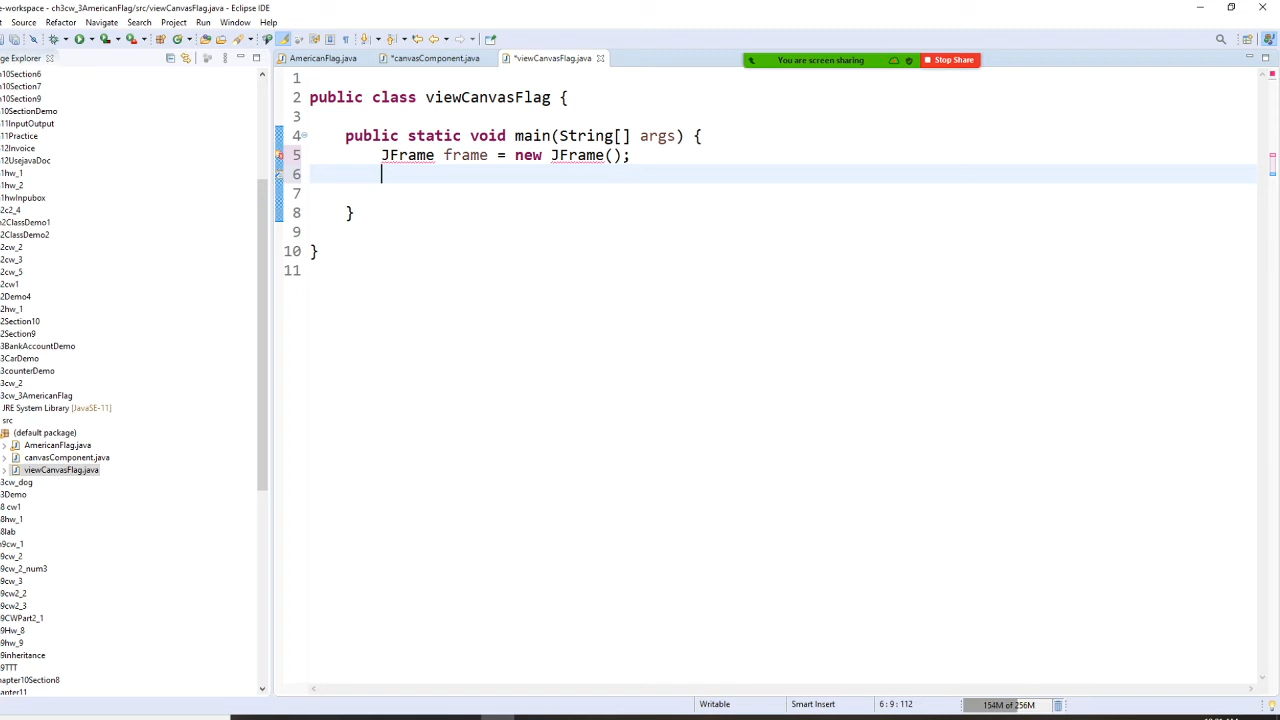 e-workspace - ch3cw_3AmericanFlag/src/viewCanvasFlag.java - Eclipse IDE
Source Refactor Navigate Search Project Run Window Help
ge Explorer
AmericanFlag.java
*canvasComponent.java
*viewCanvasFlag.java
You are screen sharing
Stop Share
10Section6
10Section7
10Section9
10SectionDemo
11InputOutput
11Practice
12Invoice
12UsejavaDoc
1hw_1
1hw_2
1hwInpubox
2c2_4
2ClassDemo1
2ClassDemo2
2cw_2
2cw_3
2cw_5
2cw1
2Demo4
2hw_1
2Section10
2Section9
3BankAccountDemo
3CarDemo
3counterDemo
3cw_2
3cw_3AmericanFlag
JRE System Library [JavaSE-11]
src
(default package)
AmericanFlag.java
canvasComponent.java
viewCanvasFlag.java
3cw_dog
3Demo
8 cw1
8hw_1
8lab
9cw_1
9cw_2
9cw_2_num3
9cw_3
9cw2_2
9cw2_3
9CWPart2_1
9Hw_8
9hw_9
9inheritance
9TTT
hapter10Section8
apter11
1
2 public class viewCanvasFlag {
3
4 public static void main(String[] args) {
5 JFrame frame = new JFrame();
6
7
8 }
9
10 }
11
Writable
Smart Insert
6 : 9 : 112
154M of 256M